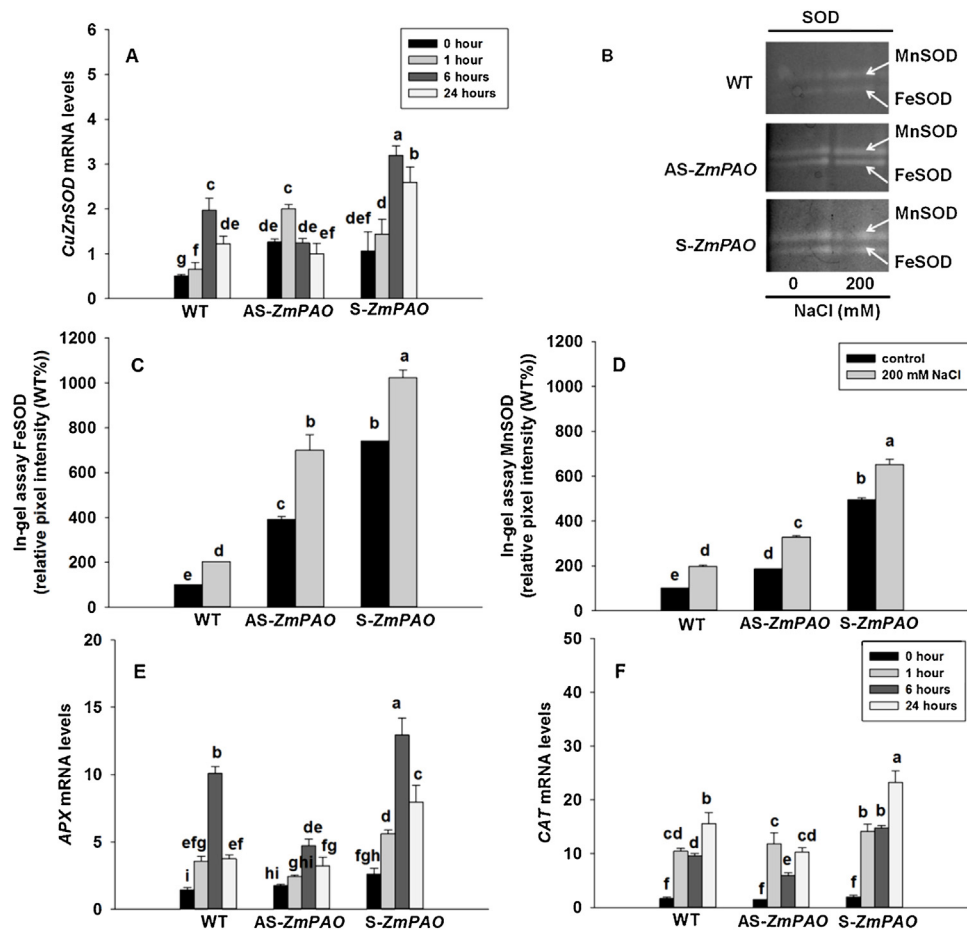 A
CuZnSOD mRNA levels
6
5
4
3
2
1
0
0 hour
1 hour
6 hours
24 hours
g f c de
de c de ef
def d a b
WT AS-ZmPAO S-ZmPAO
B
SOD
WT
MnSOD
FeSOD
AS-ZmPAO
MnSOD
FeSOD
S-ZmPAO
MnSOD
FeSOD
0 200
NaCl (mM)
C
In-gel assay FeSOD
(relative pixel intensity (WT%))
1200
1000
800
600
400
200
0
e d c b b a
WT AS-ZmPAO S-ZmPAO
D
In-gel assay MnSOD
(relative pixel intensity (WT%))
1200
1000
800
600
400
200
0
control
200 mM NaCl
e d d c b a
WT AS-ZmPAO S-ZmPAO
E
APX mRNA levels
20
15
10
5
0
i efg b ef
hi ghi de fg
fgh d a c
WT AS-ZmPAO S-ZmPAO
F
CAT mRNA levels
50
40
30
20
10
0
0 hour
1 hour
6 hours
24 hours
f cd d b
f c e cd
f b b a
WT AS-ZmPAO S-ZmPAO